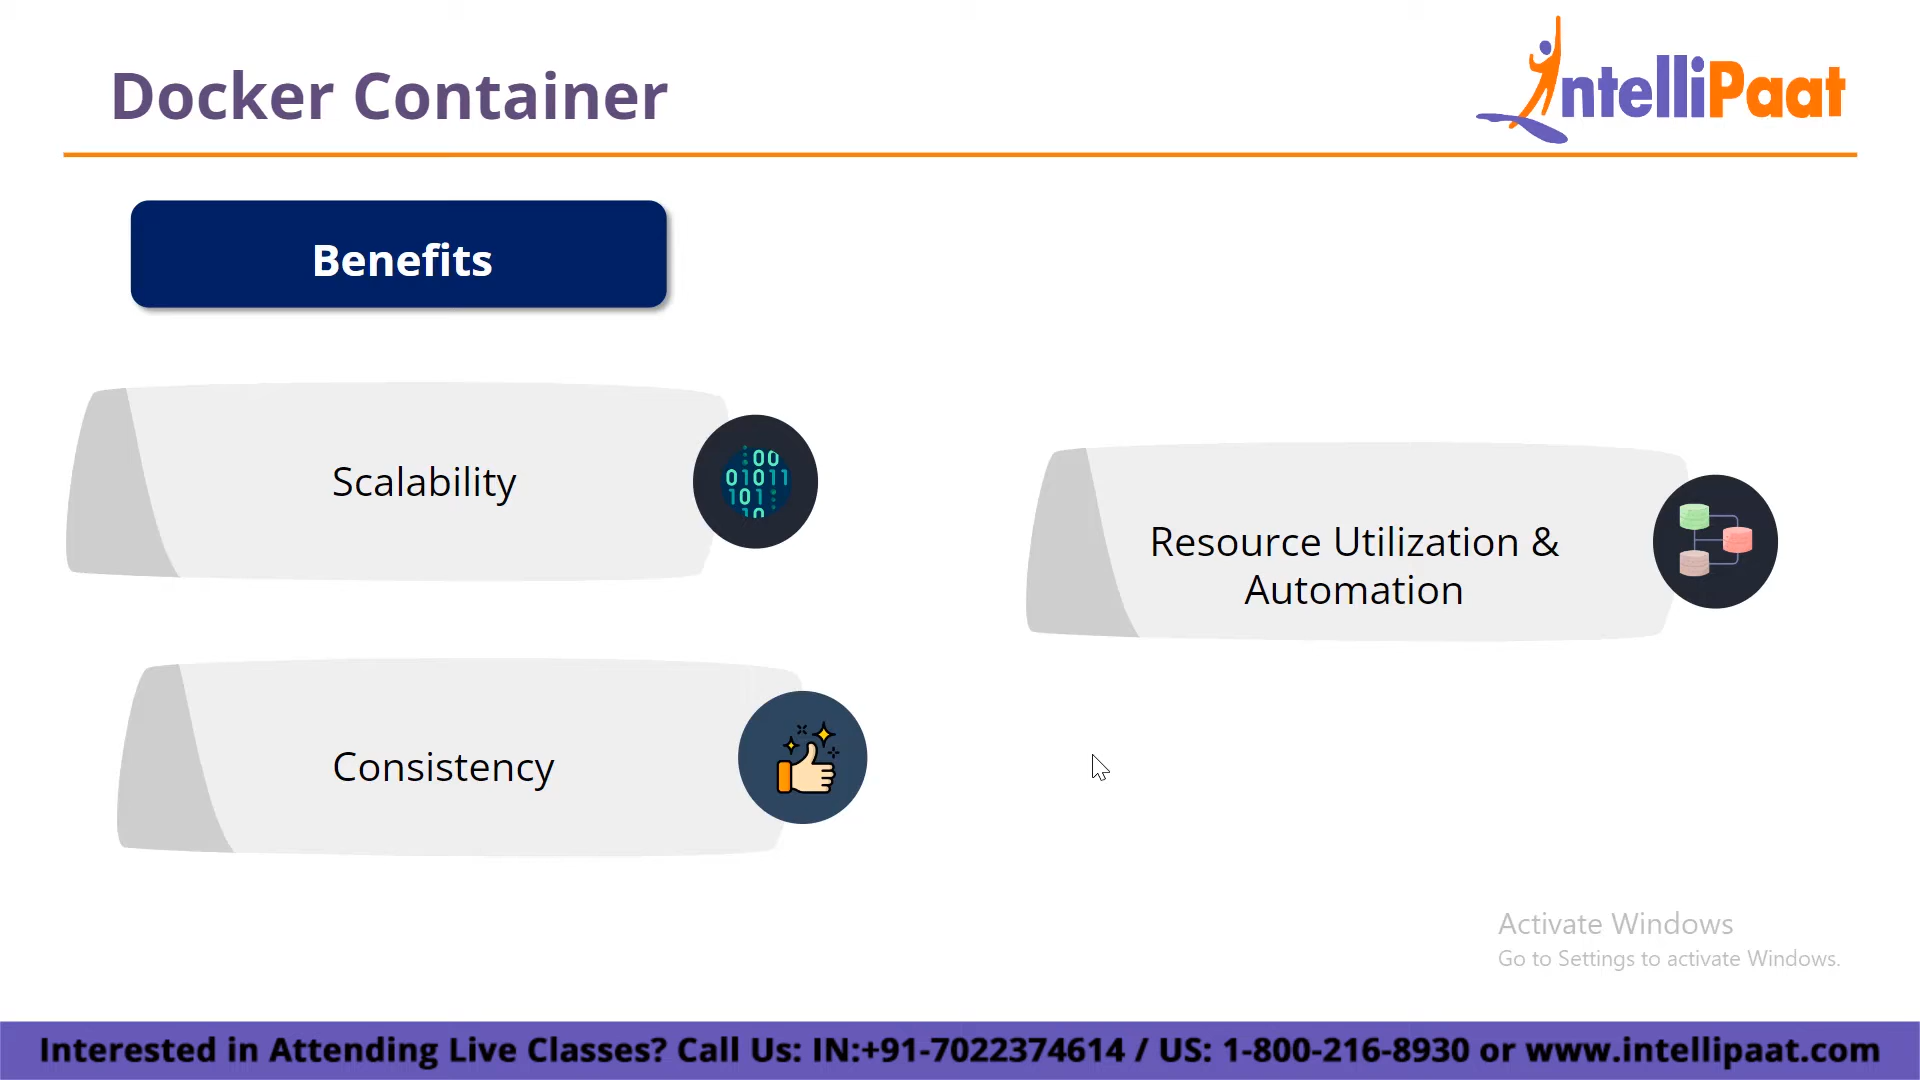 Docker Container
IntelliPaat
Benefits
Scalability
00
01011
101
10
Resource Utilization &
Automation
Consistency
Activate Windows
Go to Settings to activate Windows.
Interested in Attending Live Classes? Call Us: IN:+91-7022374614 / US: 1-800-216-8930 or www.intellipaat.com